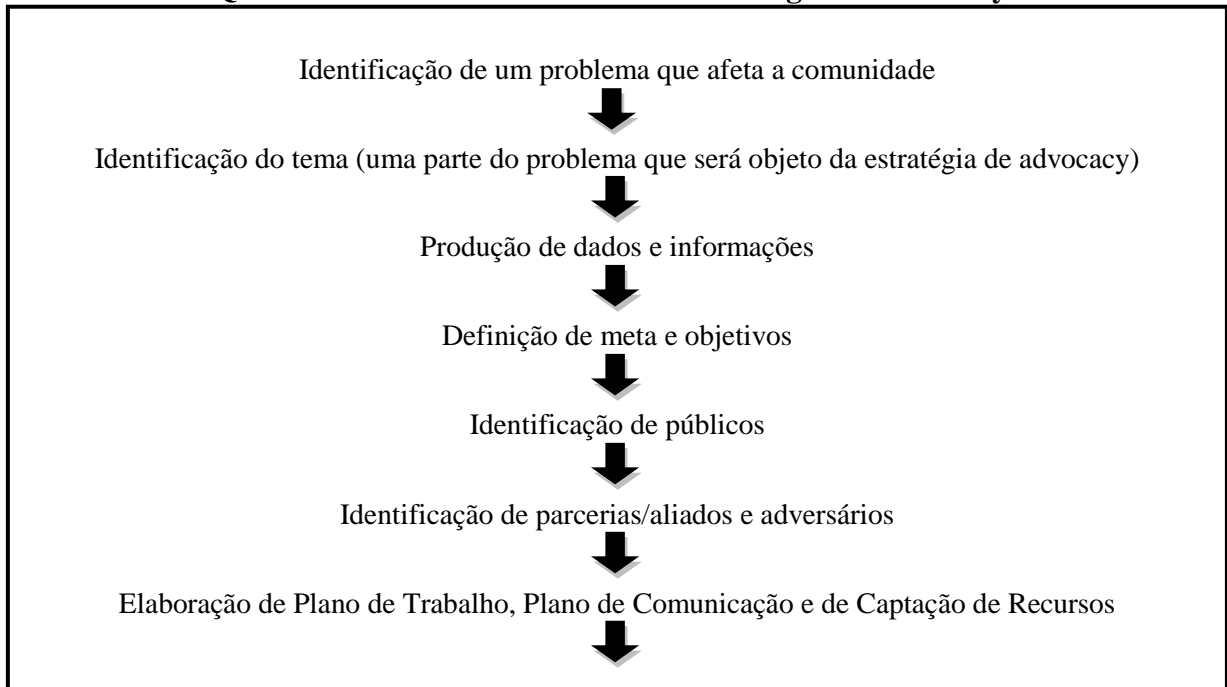 Identificação de um problema que afeta a comunidade
Identificação do tema (uma parte do problema que será objeto da estratégia de advocacy)
Produção de dados e informações
Definição de meta e objetivos
Identificação de públicos
Identificação de parcerias/aliados e adversários
Elaboração de Plano de Trabalho, Plano de Comunicação e de Captação de Recursos